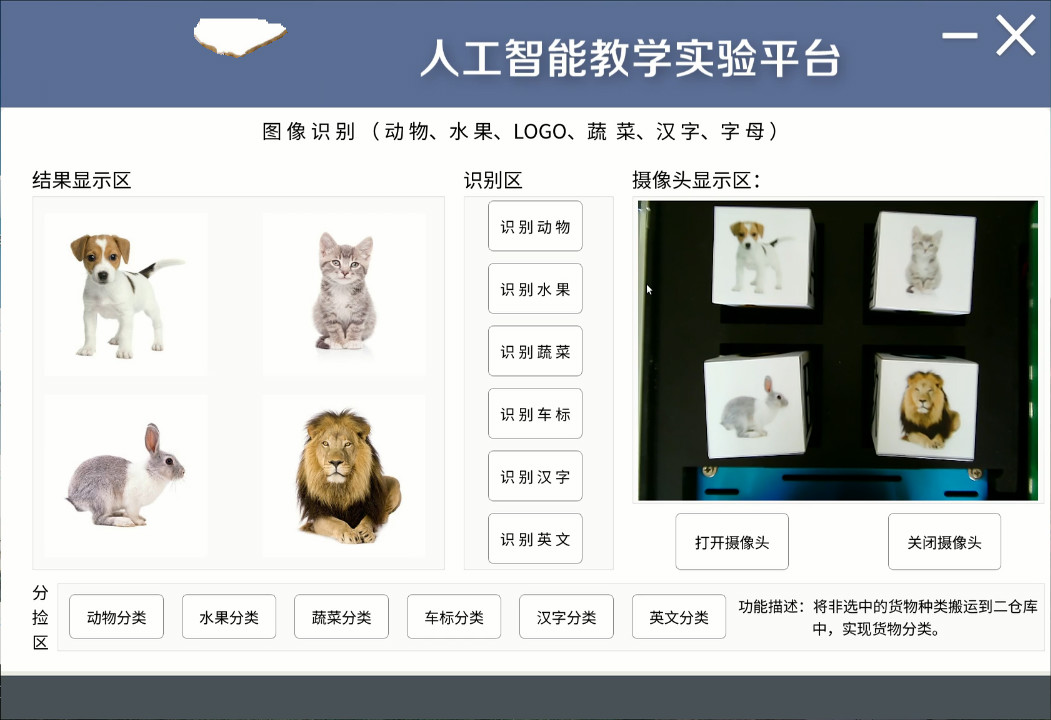 人工智能教学实验平台
图像识别（动物、水果、LOGO、蔬菜、汉字、字母）
结果显示区
识别区
摄像头显示区：
识别动物
识别水果
识别蔬菜
识别车标
识别汉字
识别英文
打开摄像头
关闭摄像头
分捡区
动物分类
水果分类
蔬菜分类
车标分类
汉字分类
英文分类
功能描述：将非选中的货物种类搬运到二仓库
中，实现货物分类。